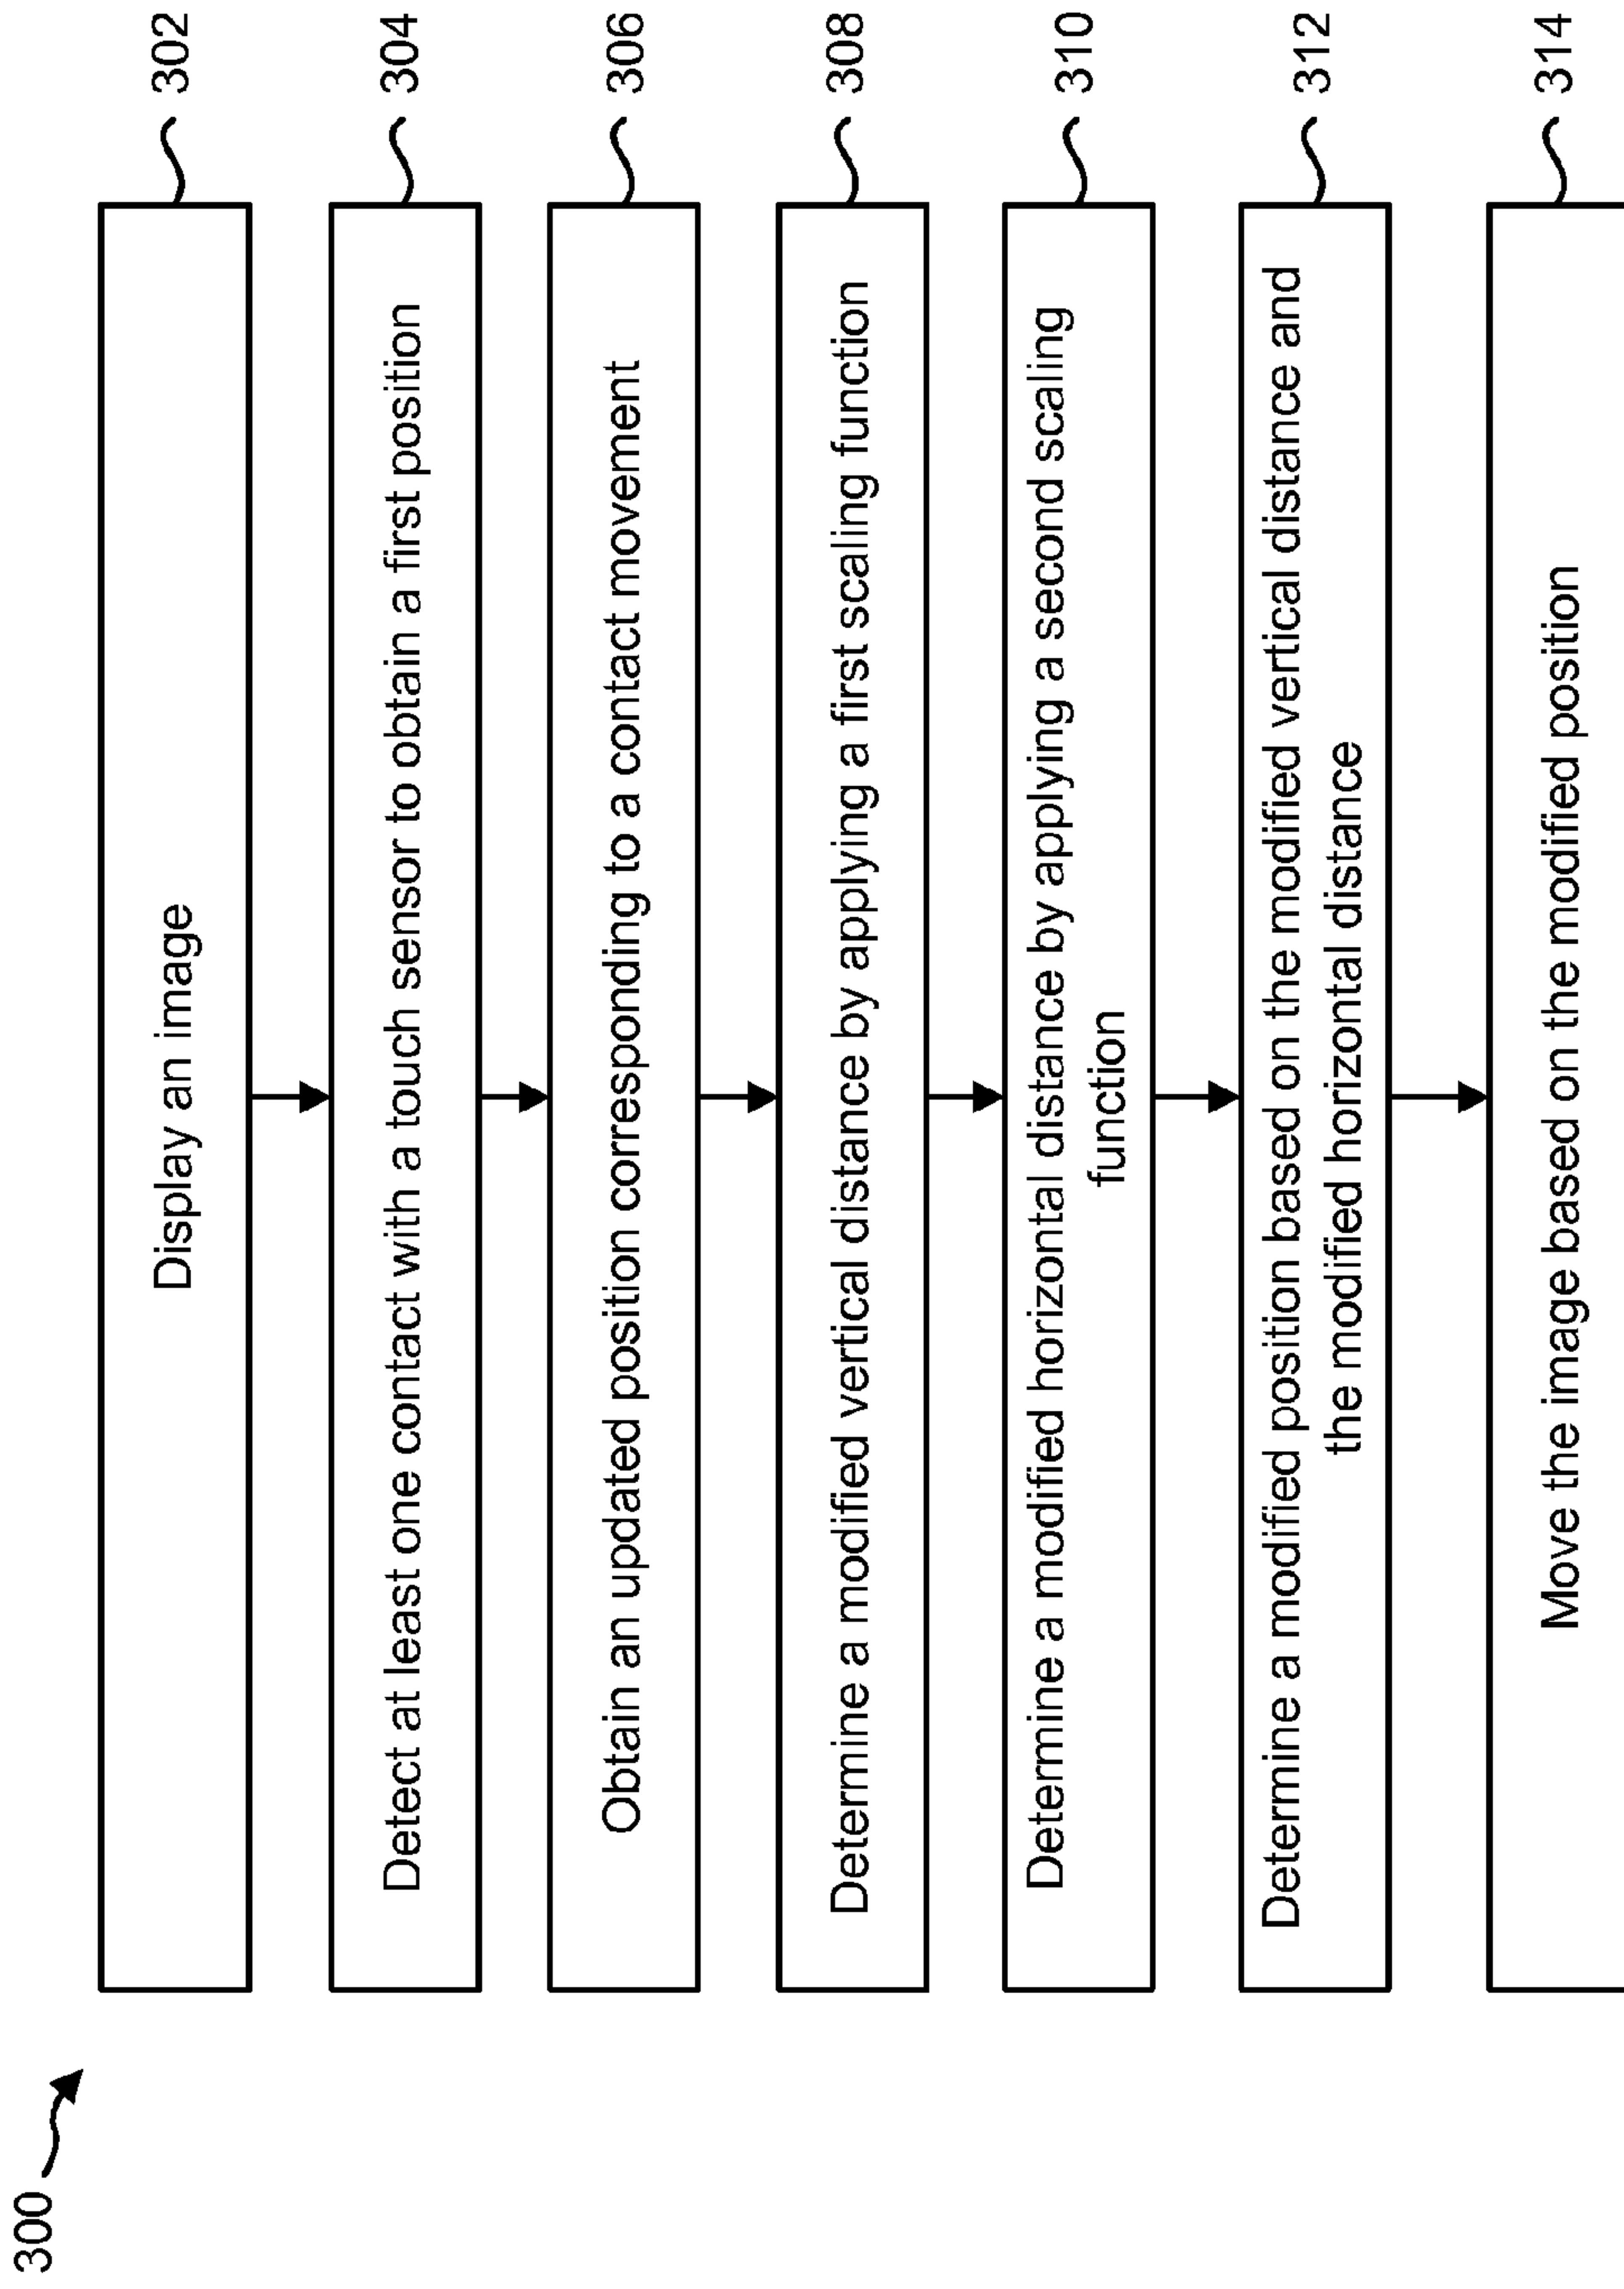 300
Display an image
302
Detect at least one contact with a touch sensor to obtain a first position
304
Obtain an updated position corresponding to a contact movement
306
Determine a modified vertical distance by applying a first scaling function
308
Determine a modified horizontal distance by applying a second scaling
function
310
Determine a modified position based on the modified vertical distance and
the modified horizontal distance
312
Move the image based on the modified position
314